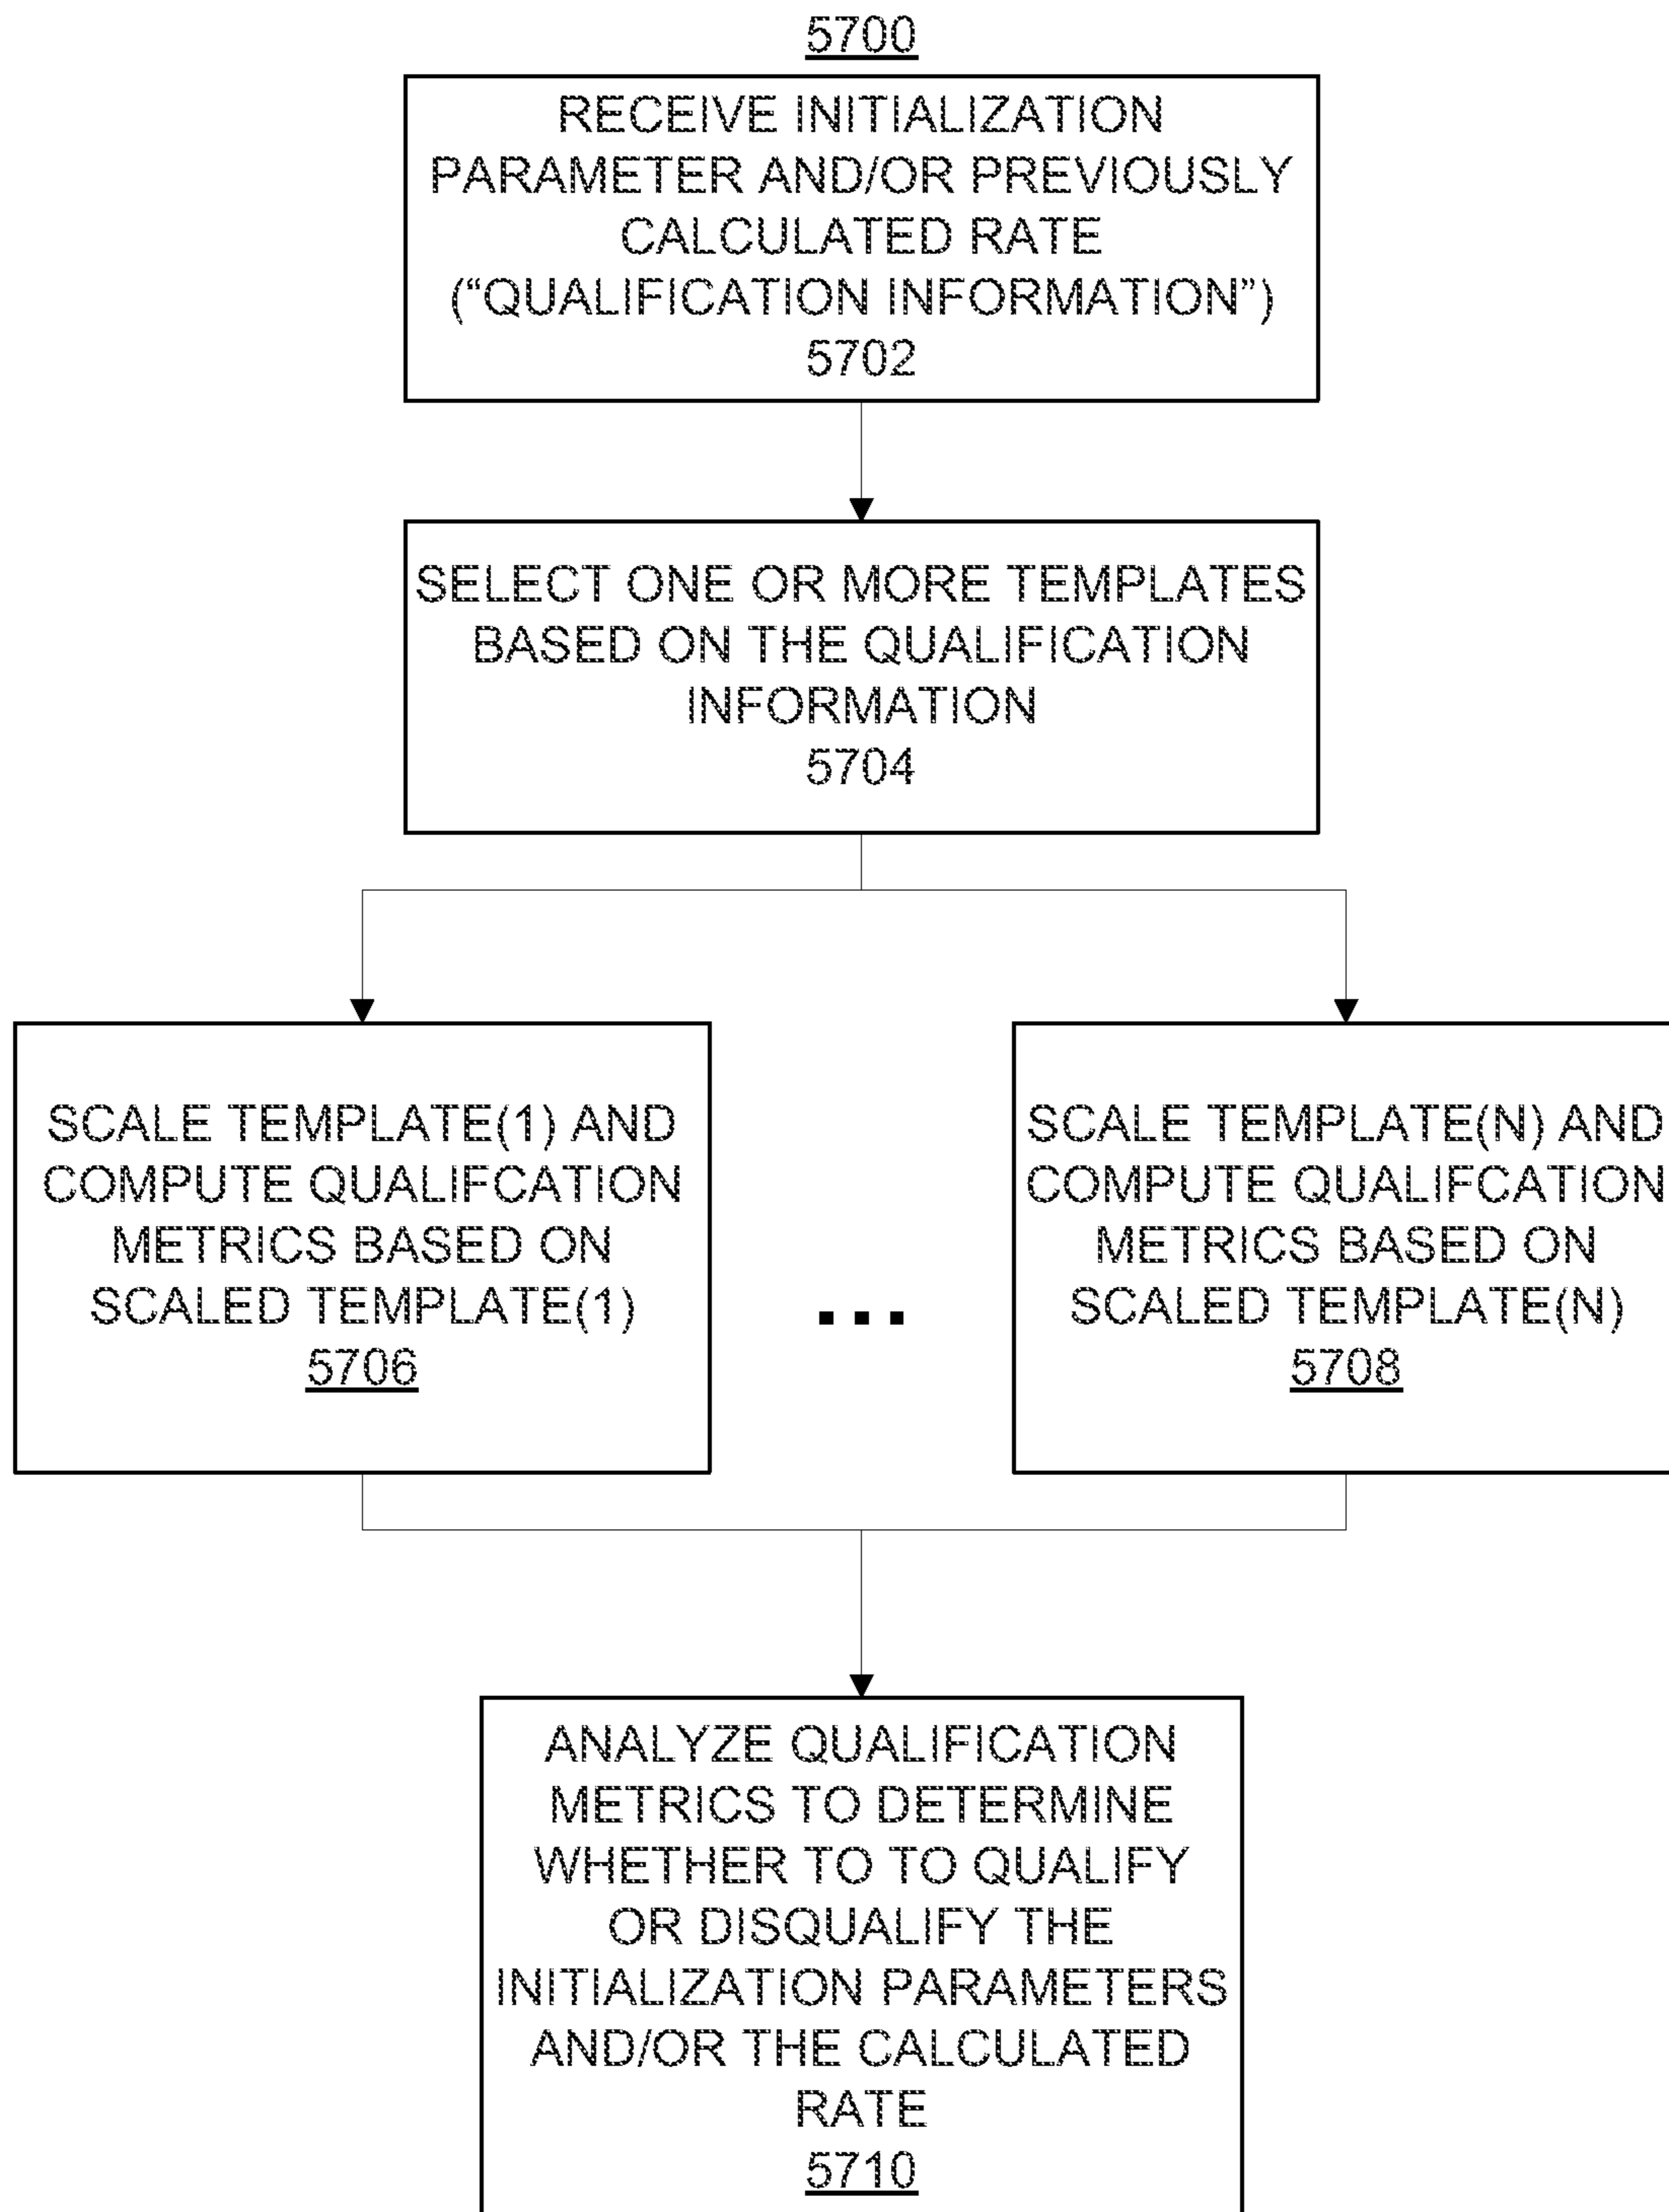 5700
RECEIVE INITIALIZATION
PARAMETER AND/OR PREVIOUSLY
CALCULATED RATE
(“QUALIFICATION INFORMATION”)
5702
SELECT ONE OR MORE TEMPLATES
BASED ON THE QUALIFICATION
INFORMATION
5704
SCALE TEMPLATE(1) AND
COMPUTE QUALIFCATION
METRICS BASED ON
SCALED TEMPLATE(1)
5706
...
SCALE TEMPLATE(N) AND
COMPUTE QUALIFCATION
METRICS BASED ON
SCALED TEMPLATE(N)
5708
ANALYZE QUALIFICATION
METRICS TO DETERMINE
WHETHER TO TO QUALIFY
OR DISQUALIFY THE
INITIALIZATION PARAMETERS
AND/OR THE CALCULATED
RATE
5710